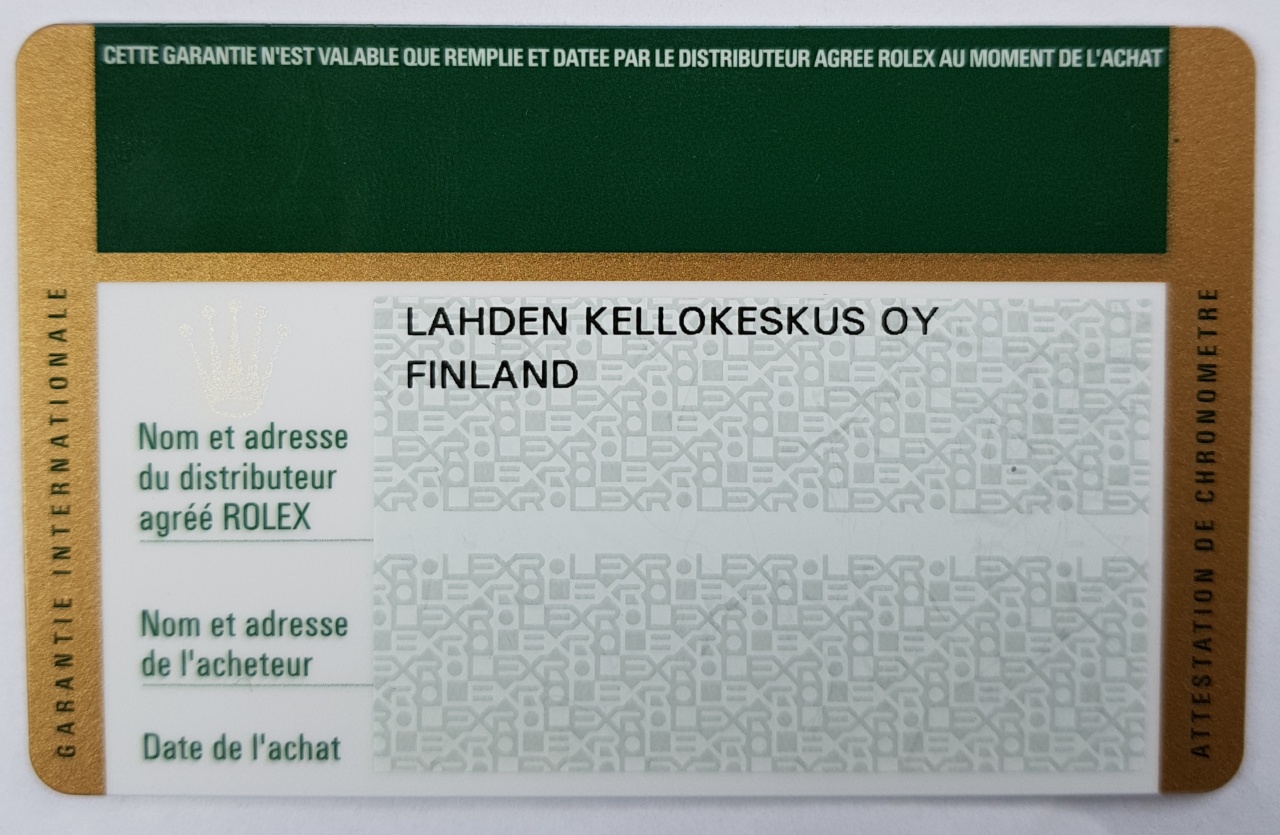 CETTE GARANTIE N'EST VALABLE QUE REMPLIE ET DATEE PAR LE DISTRIBUTEUR AGREE ROLEX AU MOMENT DE L'ACHAT
GARANTIE INTERNATIONALE
LAHDEN KELLOKESKUS OY
FINLAND
Nom et adresse
du distributeur
agréé ROLEX
Nom et adresse
de l'acheteur
Date de l'achat
ATTESTATION DE CHRONOMETRE